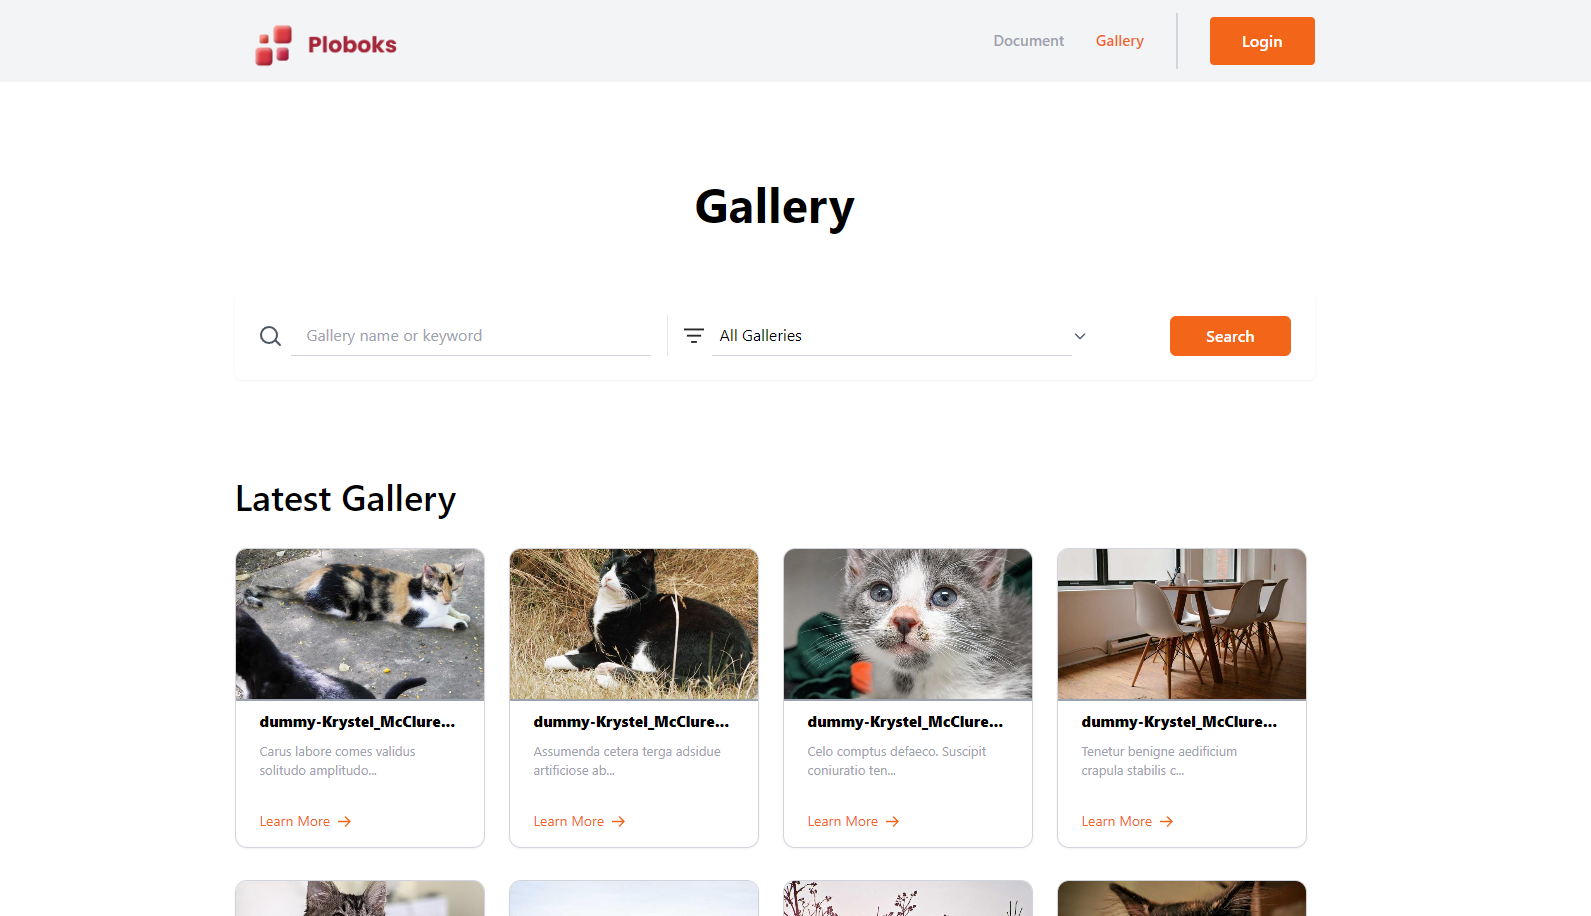 Ploboks
Document
Gallery
Login
Gallery
Gallery name or keyword
All Galleries
Search
Latest Gallery
dummy-Krystel_McClure...
Carus labore comes validus
solitudo amplitudo...
Learn More
dummy-Krystel_McClure...
Assumenda cetera terga adsidue
artificiose ab...
Learn More
dummy-Krystel_McClure...
Celo comptus defaeco. Suscipit
coniuratio ten...
Learn More
dummy-Krystel_McClure...
Tenetur benigne aedificium
crapula stabilis c...
Learn More